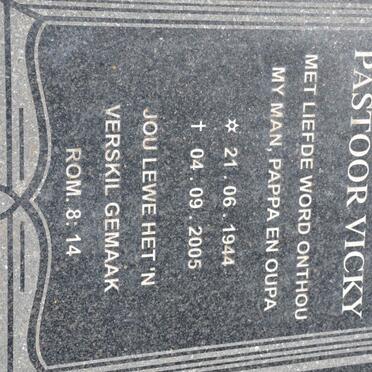 PASTOOR VICKY
MET LIEFDE WORD ONTHOU
MY MAN, PAPPA EN OUPA
✡ 21 . 06 . 1944
† 04 . 09 . 2005
JOU LEWE HET 'N
VERSKIL GEMAAK
ROM. 8: 14